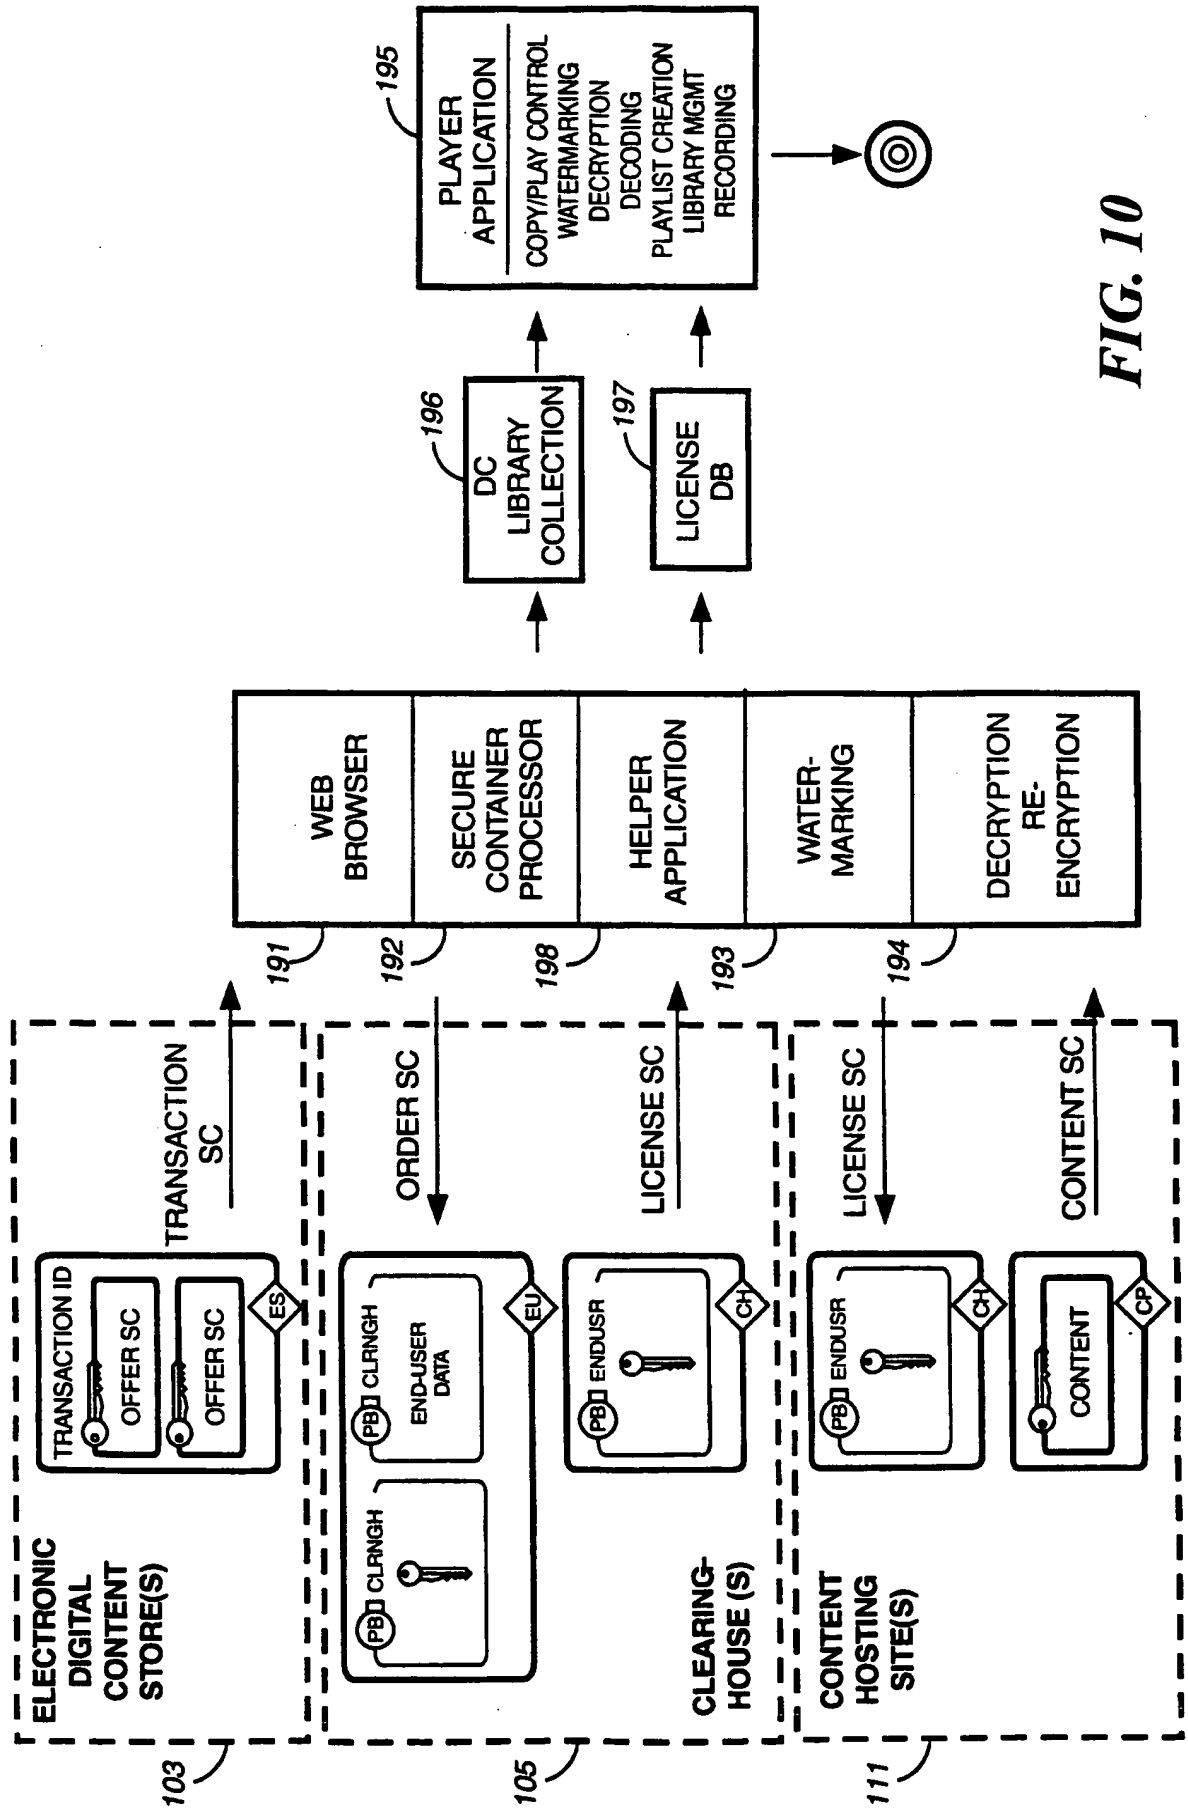 ELECTRONIC
DIGITAL
CONTENT
STORE(S)
103
TRANSACTION ID
OFFER SC
OFFER SC
ES
TRANSACTION
SC
105
CLEARING-
HOUSE (S)
PB
CLRNGH
PB
CLRNGH
END-USER
DATA
EU
ORDER SC
PB
ENDUSR
CH
LICENSE SC
111
CONTENT
HOSTING
SITE(S)
PB
ENDUSR
CH
LICENSE SC
CONTENT
CP
CONTENT SC
191
WEB
BROWSER
192
SECURE
CONTAINER
PROCESSOR
198
HELPER
APPLICATION
193
WATER-
MARKING
194
DECRYPTION
RE-
ENCRYPTION
196
DC
LIBRARY
COLLECTION
197
LICENSE
DB
195
PLAYER
APPLICATION
COPY/PLAY CONTROL
WATERMARKING
DECRYPTION
DECODING
PLAYLIST CREATION
LIBRARY MGMT
RECORDING
FIG. 10